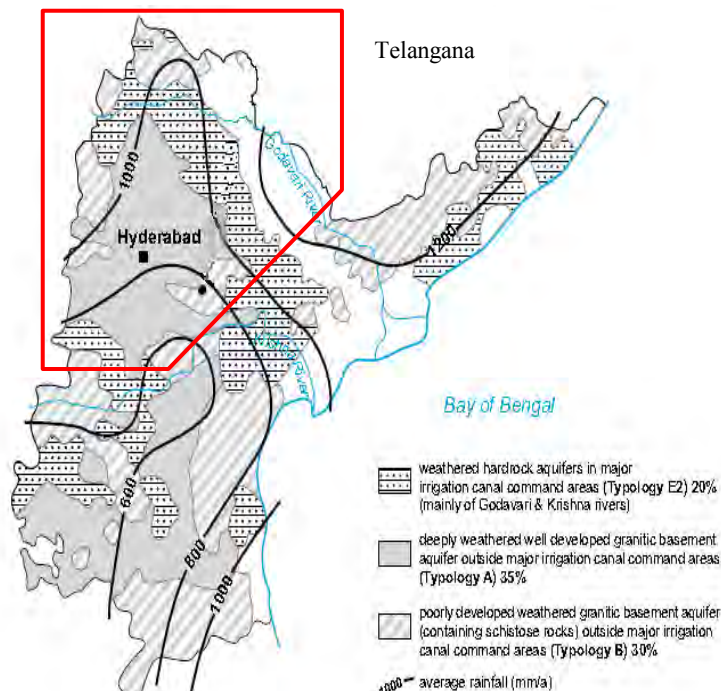 Telangana
1000
Godavari River
Hyderabad
1200
Krishna River
Bay of Bengal
600
800
1000
weathered hardrock aquifers in major
irrigation canal command areas (Typology E2) 20%
(mainly of Godavari & Krishna rivers)
deeply weathered well developed granitic basement
aquifer outside major irrigation canal command areas
(Typology A) 35%
poorly developed weathered granitic basement aquifer
(containing schistose rocks) outside major irrigation
canal command areas (Typology B) 30%
1000 average rainfall (mm/a)